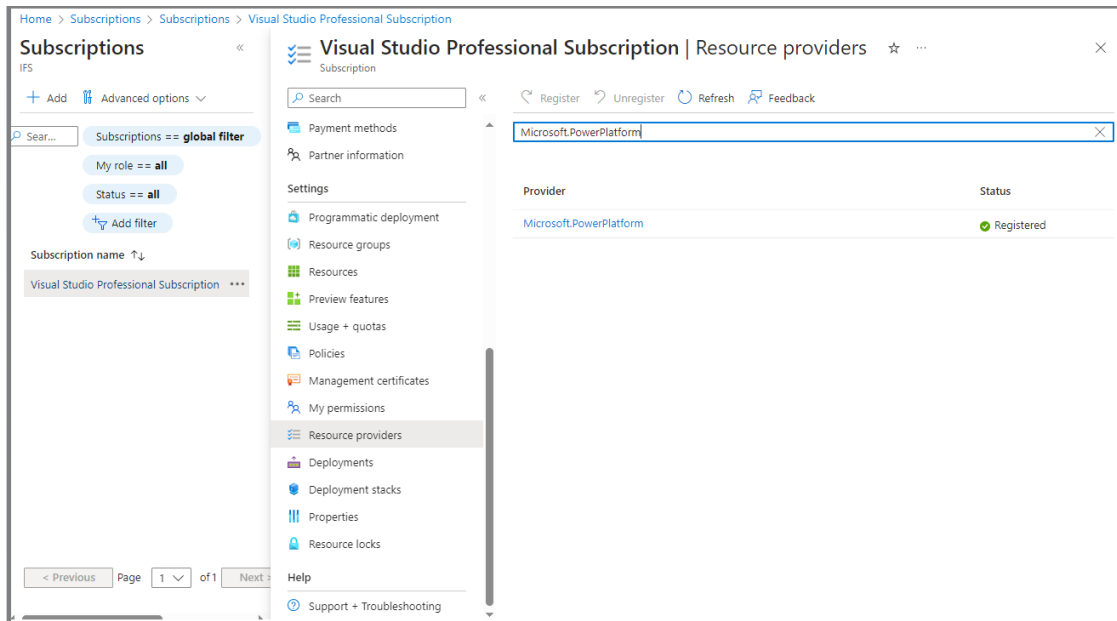 Home > Subscriptions > Subscriptions > Visual Studio Professional Subscription
Subscriptions «
IFS
+ Add Advanced options
Sear...
Subscriptions == global filter
My role == all
Status == all
Add filter
Subscription name ↑↓
Visual Studio Professional Subscription ...
< Previous Page 1 of 1 Next >
Visual Studio Professional Subscription | Resource providers ☆ ...
Subscription
Search «
Payment methods
Partner information
Settings
Programmatic deployment
Resource groups
Resources
Preview features
Usage + quotas
Policies
Management certificates
My permissions
Resource providers
Deployments
Deployment stacks
Properties
Resource locks
Help
Support + Troubleshooting
Register Unregister Refresh Feedback
Microsoft.PowerPlatform
Provider Status
Microsoft.PowerPlatform Registered